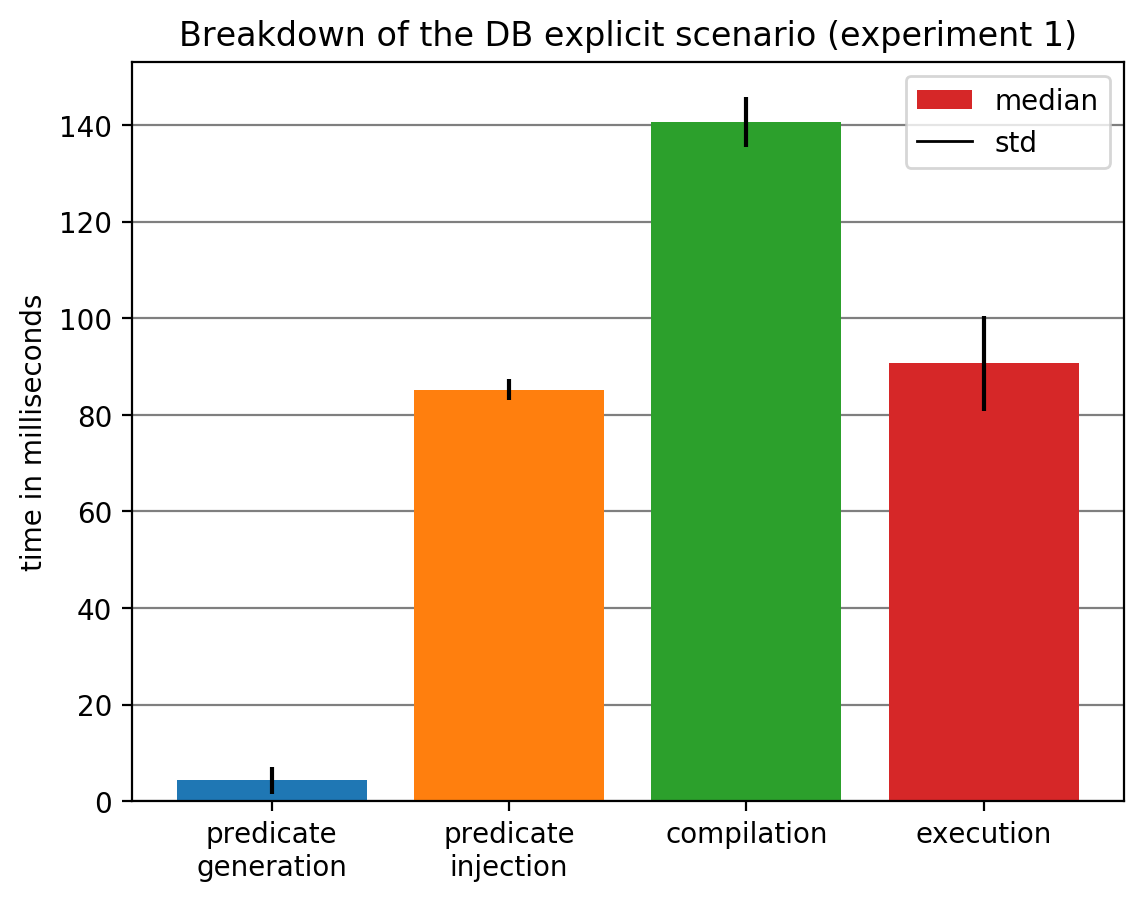 Breakdown of the DB explicit scenario (experiment 1)
median
std
time in milliseconds
140
120
100
80
60
40
20
0
predicate
generation
predicate
injection
compilation
execution